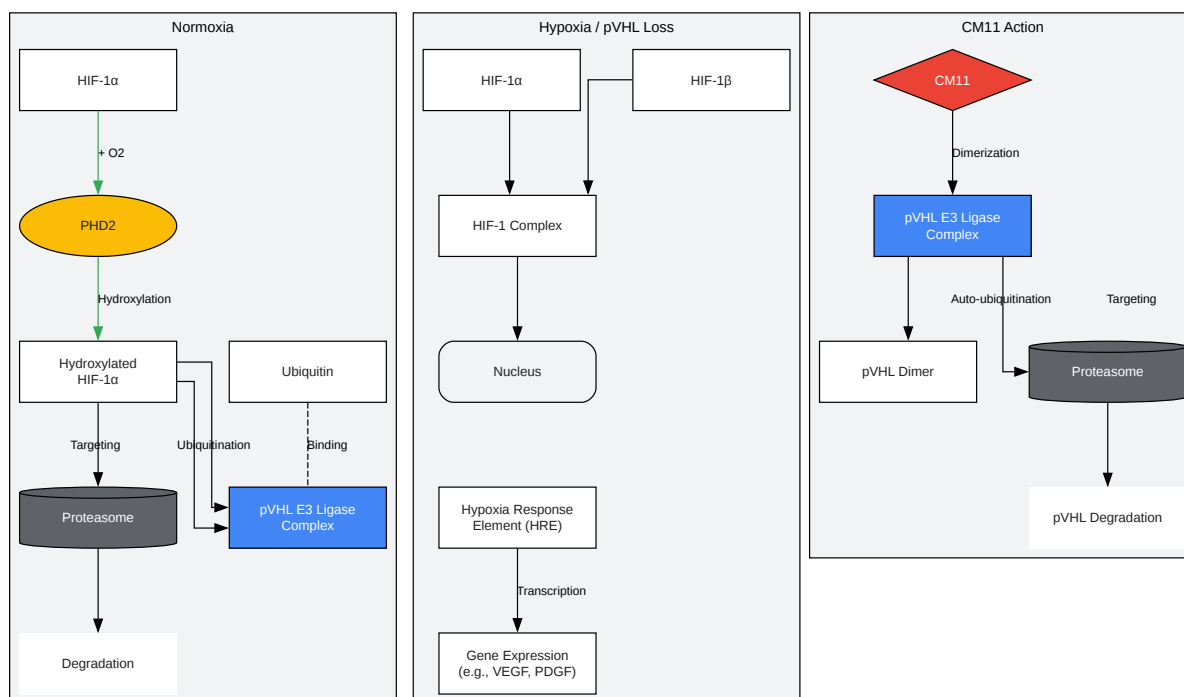 Normoxia
HIF-1α
+ O2
PHD2
Hydroxylation
Hydroxylated
HIF-1α
Ubiquitin
Targeting
Ubiquitination
Binding
Proteasome
pVHL E3 Ligase
Complex
Degradation
Hypoxia / pVHL Loss
HIF-1α
HIF-1β
HIF-1 Complex
Nucleus
Hypoxia Response
Element (HRE)
Transcription
Gene Expression
(e.g., VEGF, PDGF)
CM11 Action
CM11
Dimerization
pVHL E3 Ligase
Complex
Auto-ubiquitination
Targeting
pVHL Dimer
Proteasome
pVHL Degradation